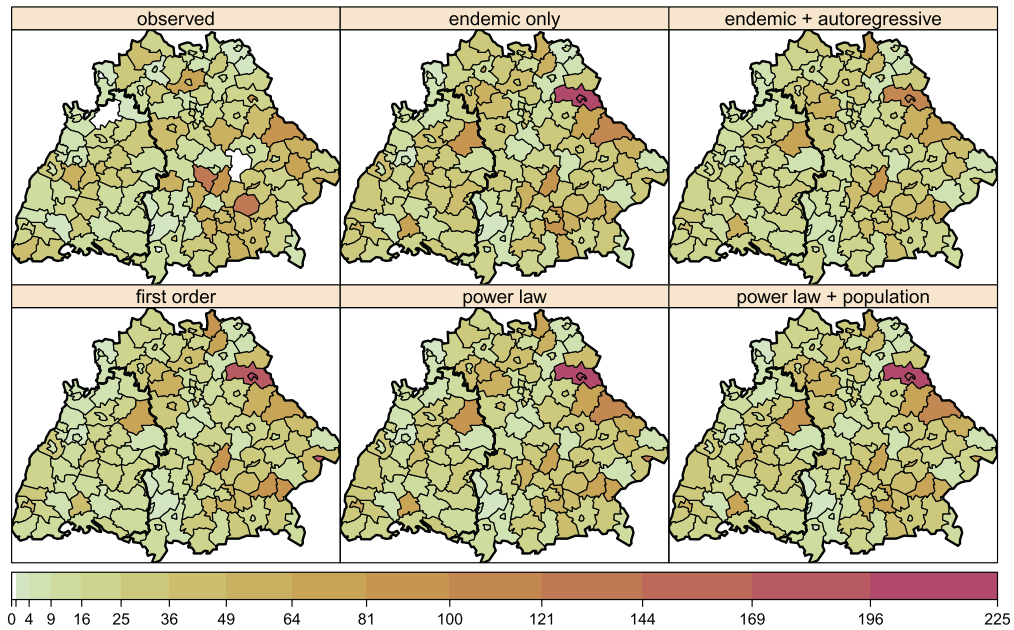 observed endemic only endemic + autoregressive
first order power law power law + population
0 4 9 16 25 36 49 64 81 100 121 144 169 196 225